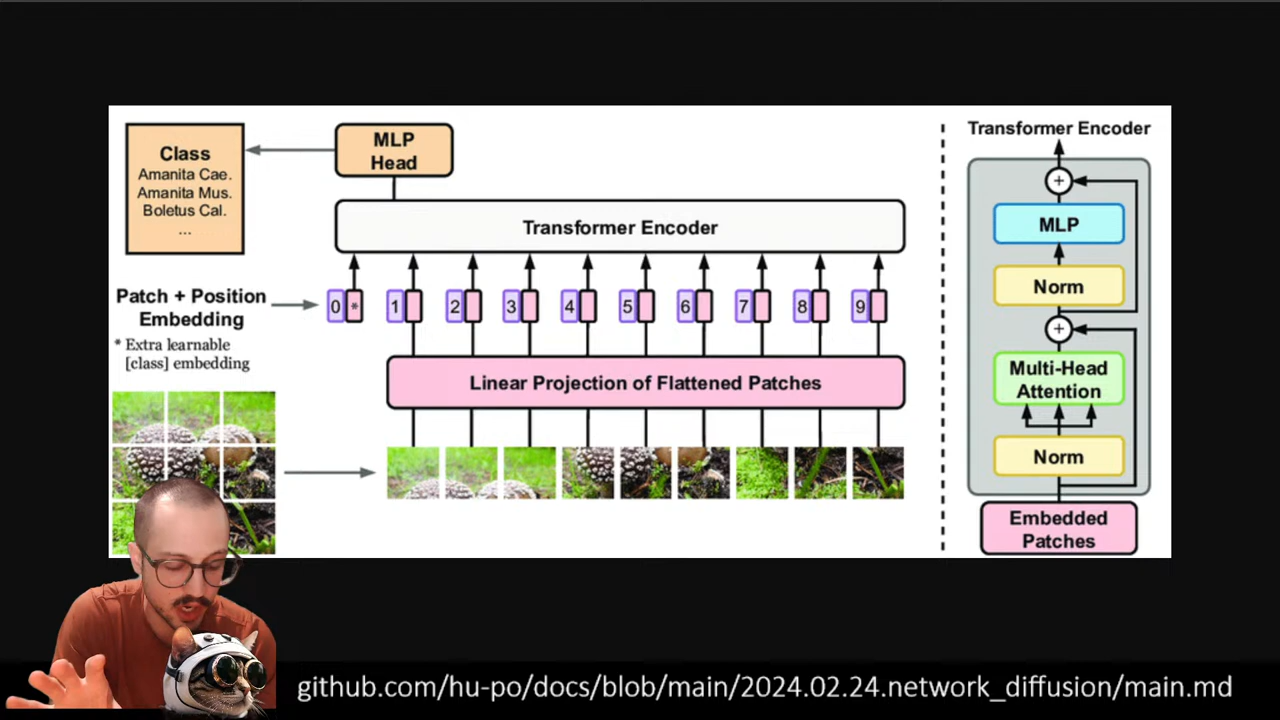 Class
Amanita Cae.
Amanita Mus.
Boletus Cal.
...
MLP
Head
Transformer Encoder
Patch + Position
Embedding
* Extra learnable
[class] embedding
0 * 1 2 3 4 5 6 7 8 9
Linear Projection of Flattened Patches
Transformer Encoder
+
MLP
Norm
+
Multi-Head
Attention
Norm
Embedded
Patches
github.com/hu-po/docs/blob/main/2024.02.24.network_diffusion/main.md